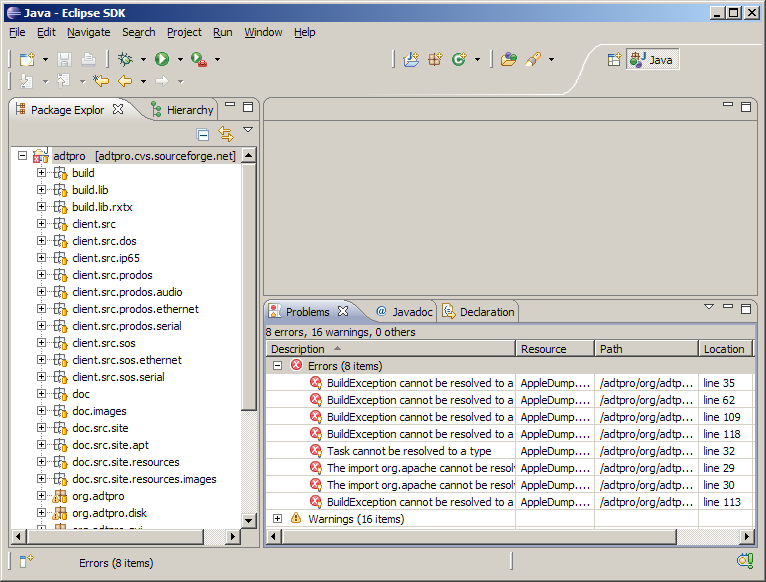 Java - Eclipse SDK
File Edit Navigate Search Project Run Window Help
Java
Package Explor Hierarchy
adtpro [adtpro.cvs.sourceforge.net]
build
build.lib
build.lib.rxtx
client.src
client.src.dos
client.src.ip65
client.src.prodos
client.src.prodos.audio
client.src.prodos.ethernet
client.src.prodos.serial
client.src.sos
client.src.sos.ethernet
client.src.sos.serial
doc
doc.images
doc.src.site
doc.src.site.apt
doc.src.site.resources
doc.src.site.resources.images
org.adtpro
org.adtpro.disk
org.adtpro.gui
Problems @ Javadoc Declaration
8 errors, 16 warnings, 0 others
Description Resource Path Location
Errors (8 items)
BuildException cannot be resolved to a AppleDump.... /adtpro/org/adtp... line 35
BuildException cannot be resolved to a AppleDump.... /adtpro/org/adtp... line 62
BuildException cannot be resolved to a AppleDump.... /adtpro/org/adtp... line 109
BuildException cannot be resolved to a AppleDump.... /adtpro/org/adtp... line 118
Task cannot be resolved to a type AppleDump.... /adtpro/org/adtp... line 32
The import org.apache cannot be resol AppleDump.... /adtpro/org/adtp... line 29
The import org.apache cannot be resol AppleDump.... /adtpro/org/adtp... line 30
BuildException cannot be resolved to a AppleDump.... /adtpro/org/adtp... line 113
Warnings (16 items)
Errors (8 items)